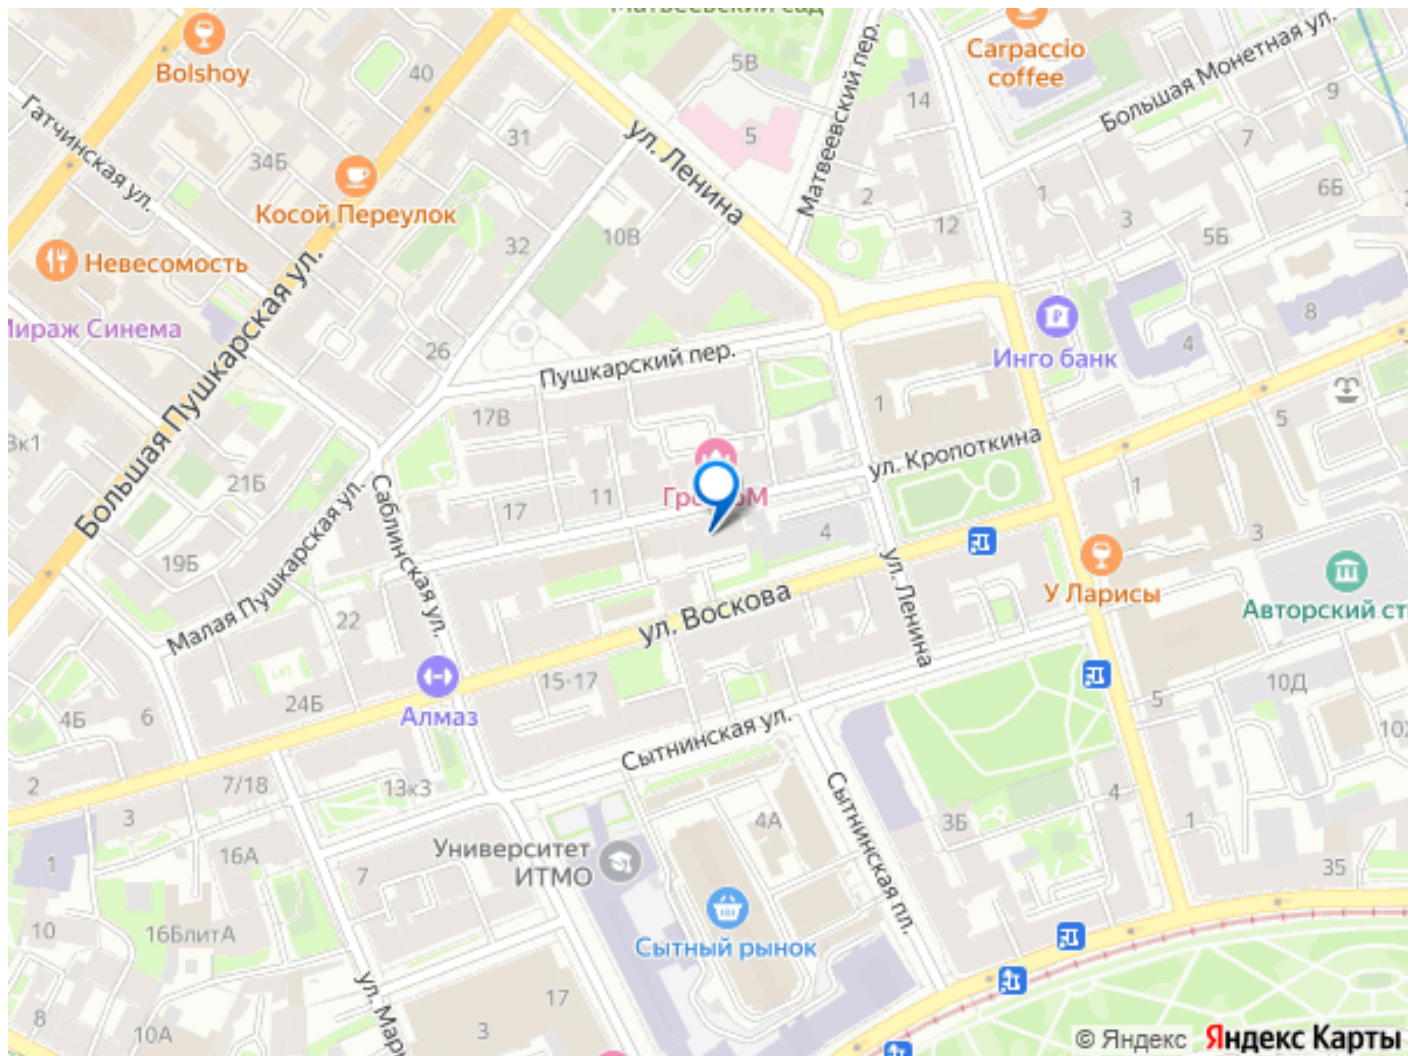 Матвеевский сад
Bolshoy
40
5В
Carpaccio
coffee
Большая Монетная ул.
Матвеевский пер.
14
9
Гатчинская ул.
31
5
7
34Б
ул. Ленина
2
1
6Б
Косой Переулок
32
10В
12
3
5Б
Невесомость
Большая Пушкарская ул.
8
Мираж Синема
26
Пушкарский пер.
Инго банк
4
17В
1
5
3к1
ул. Кропоткина
21Б
Саблинская ул.
17
11
1
4
3
19Б
Малая Пушкарская ул.
ул. Воскова
ул. Ленина
У Ларисы
Авторский ст
22
15-17
24Б
Алмаз
4Б
6
Сытнинская ул.
5
10Д
2
7/18
13к3
3
Сытнинская пл.
4
1
1
16А
7
Университет
ИТМО
4А
3Б
35
10
16БлитА
Сытный рынок
17
8
10А
3
© Яндекс Яндекс Карты